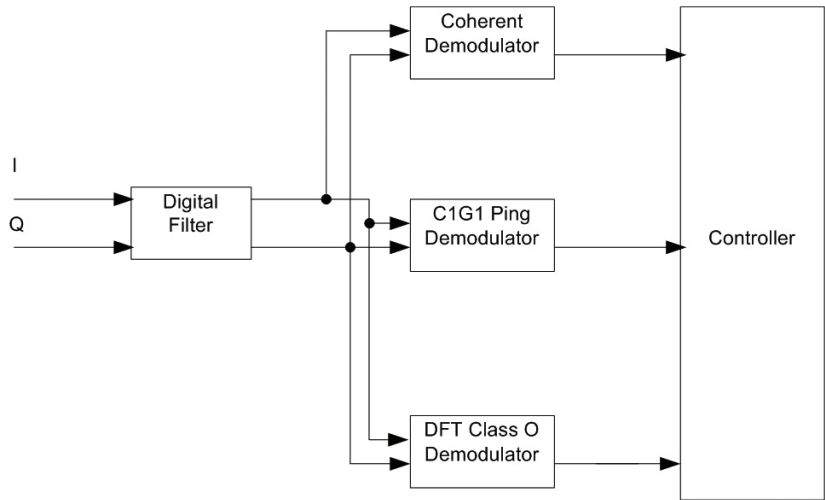 Coherent
Demodulator
I
Q
Digital
Filter
C1G1 Ping
Demodulator
Controller
DFT Class O
Demodulator